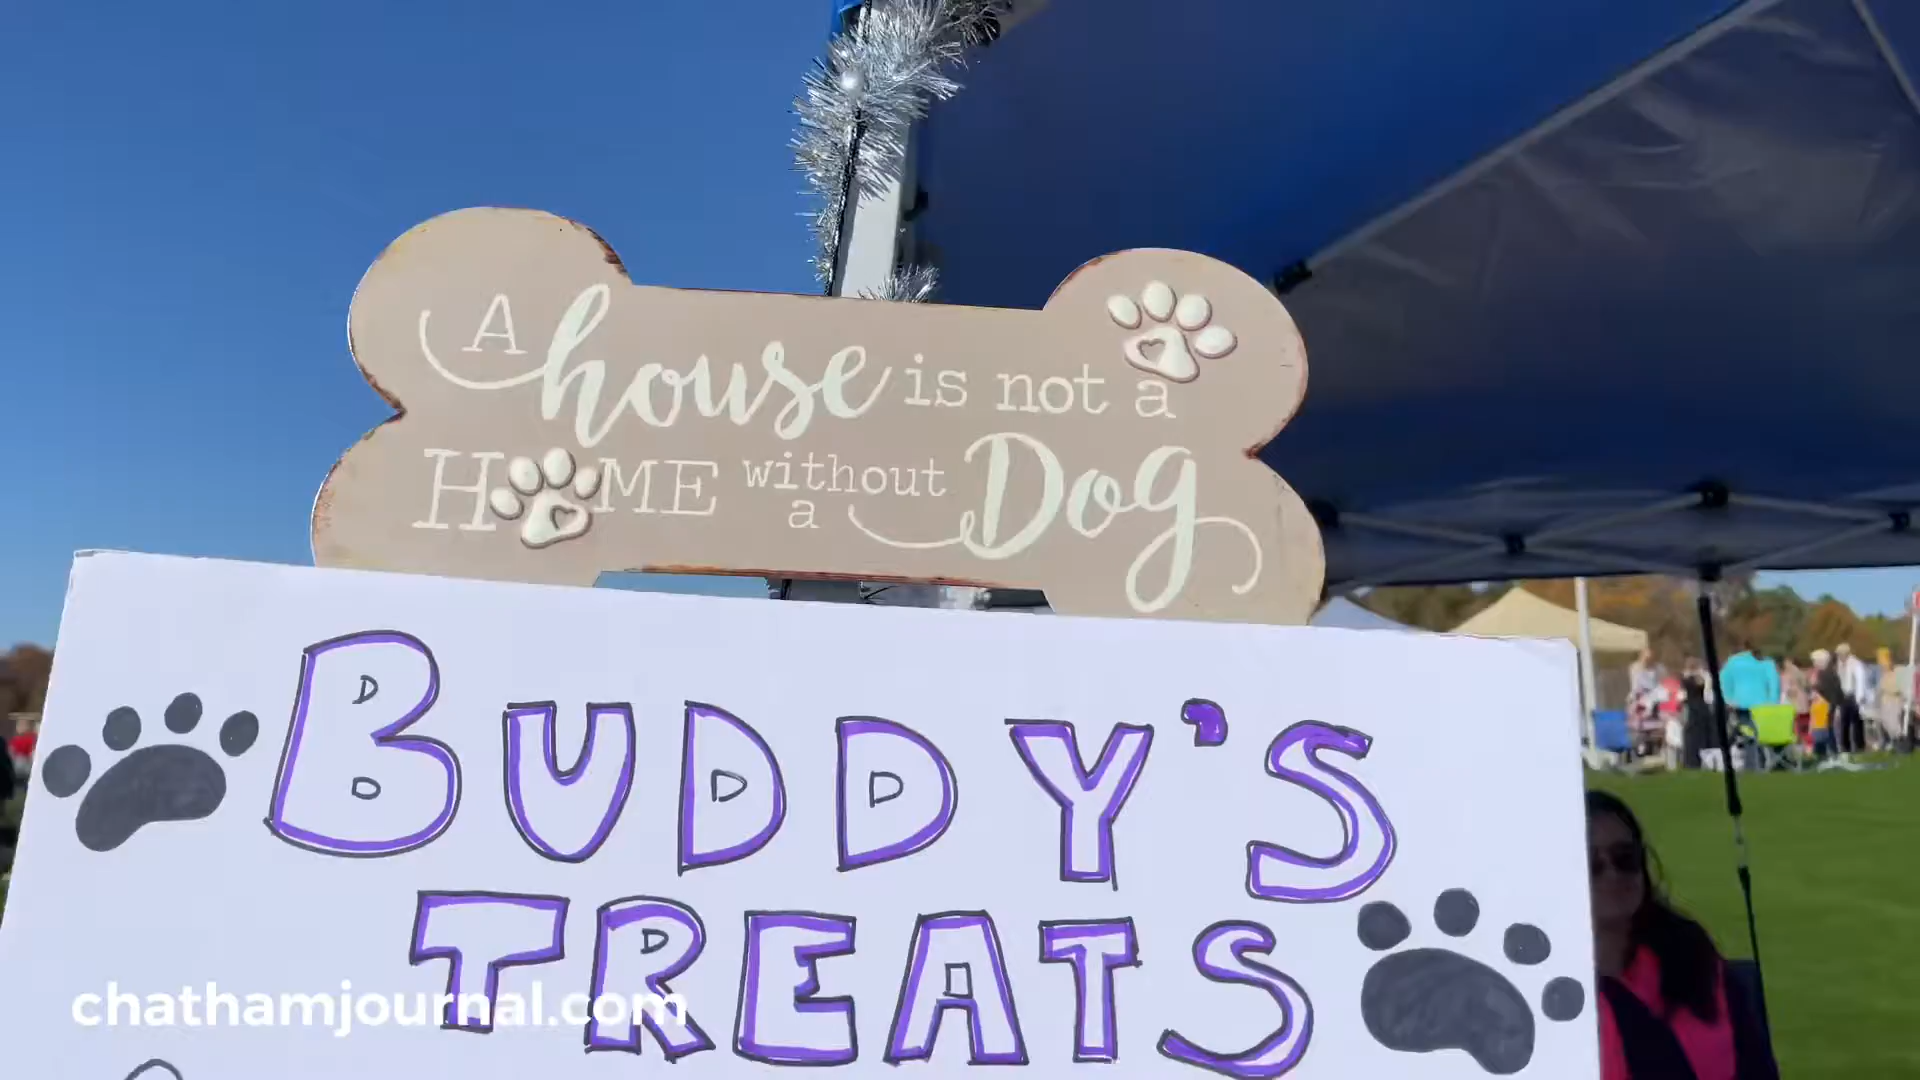 A house is not a
HOME without
a Dog
BUDDY'S
TREATS
chathamjournal.com